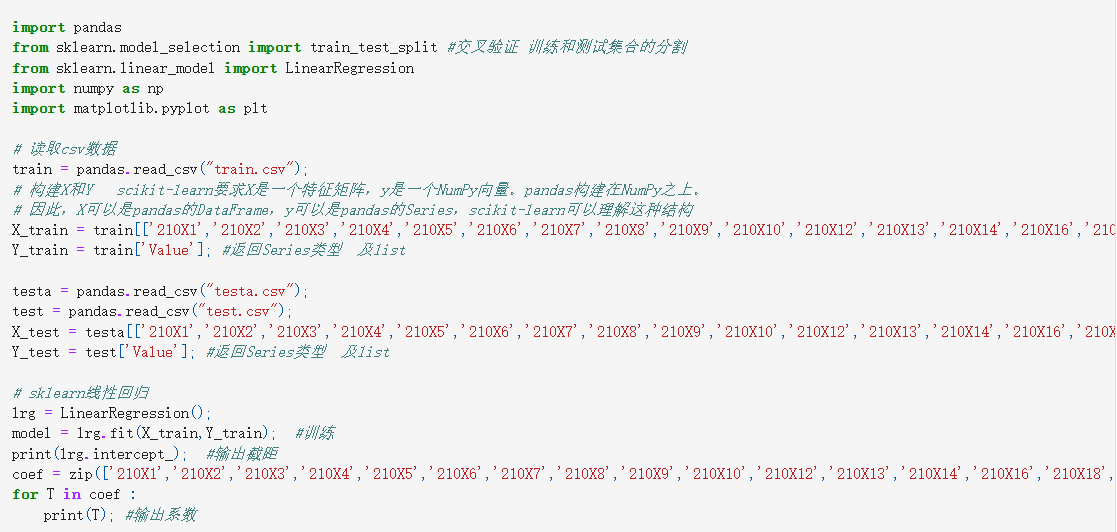 import pandas
from sklearn.model_selection import train_test_split #交叉验证 训练和测试集合的分割
from sklearn.linear_model import LinearRegression
import numpy as np
import matplotlib.pyplot as plt
# 读取csv数据
train = pandas.read_csv("train.csv");
# 构建X和Y   scikit-learn要求X是一个特征矩阵，y是一个NumPy向量。pandas构建在NumPy之上。
# 因此，X可以是pandas的DataFrame，y可以是pandas的Series，scikit-learn可以理解这种结构
X_train = train[['210X1','210X2','210X3','210X4','210X5','210X6','210X7','210X8','210X9','210X10','210X12','210X13','210X14','210X16','210
Y_train = train['Value']; #返回Series类型  及list
testa = pandas.read_csv("testa.csv");
test = pandas.read_csv("test.csv");
X_test = testa[['210X1','210X2','210X3','210X4','210X5','210X6','210X7','210X8','210X9','210X10','210X12','210X13','210X14','210X16','210X
Y_test = test['Value']; #返回Series类型  及list
# sklearn线性回归
lrg = LinearRegression();
model = lrg.fit(X_train,Y_train);  #训练
print(lrg.intercept_);  #输出截距
coef = zip(['210X1','210X2','210X3','210X4','210X5','210X6','210X7','210X8','210X9','210X10','210X12','210X13','210X14','210X16','210X18',
for T in coef :
    print(T); #输出系数